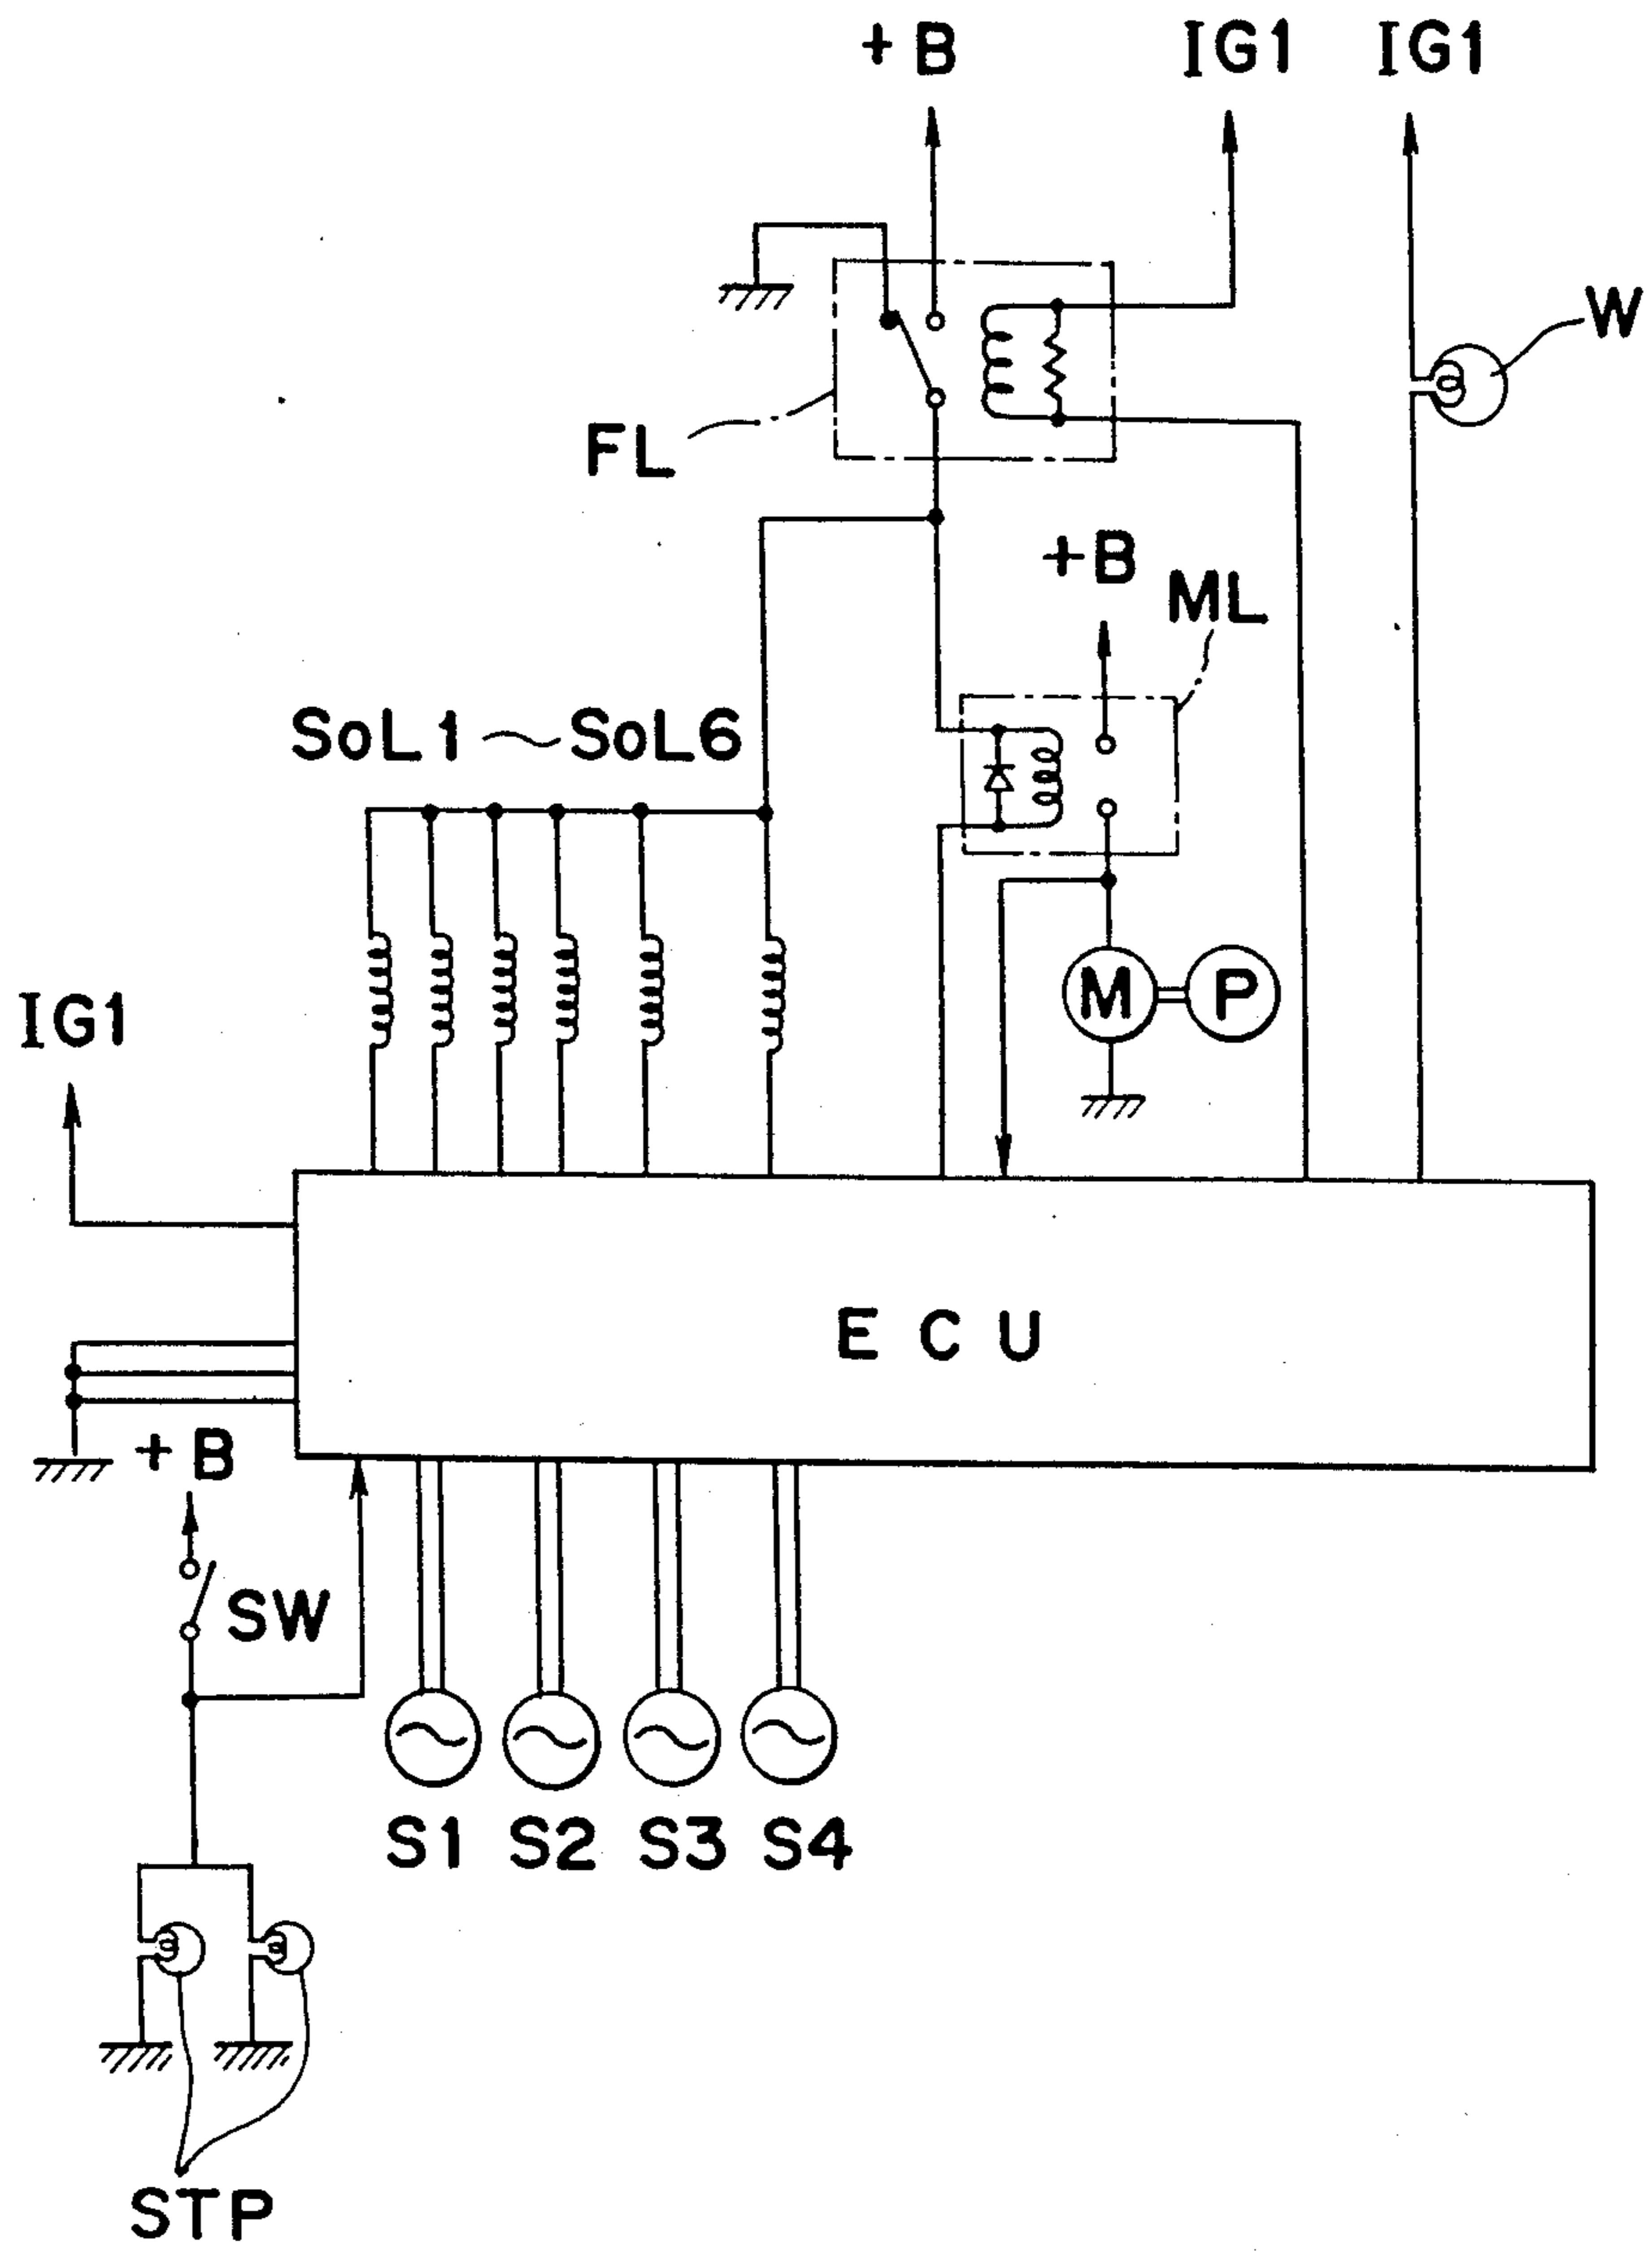 +B IG1 IG1
W
FL
+B
ML
SoL1~SoL6
M P
IG1
ECU
+B
SW
S1 S2 S3 S4
STP